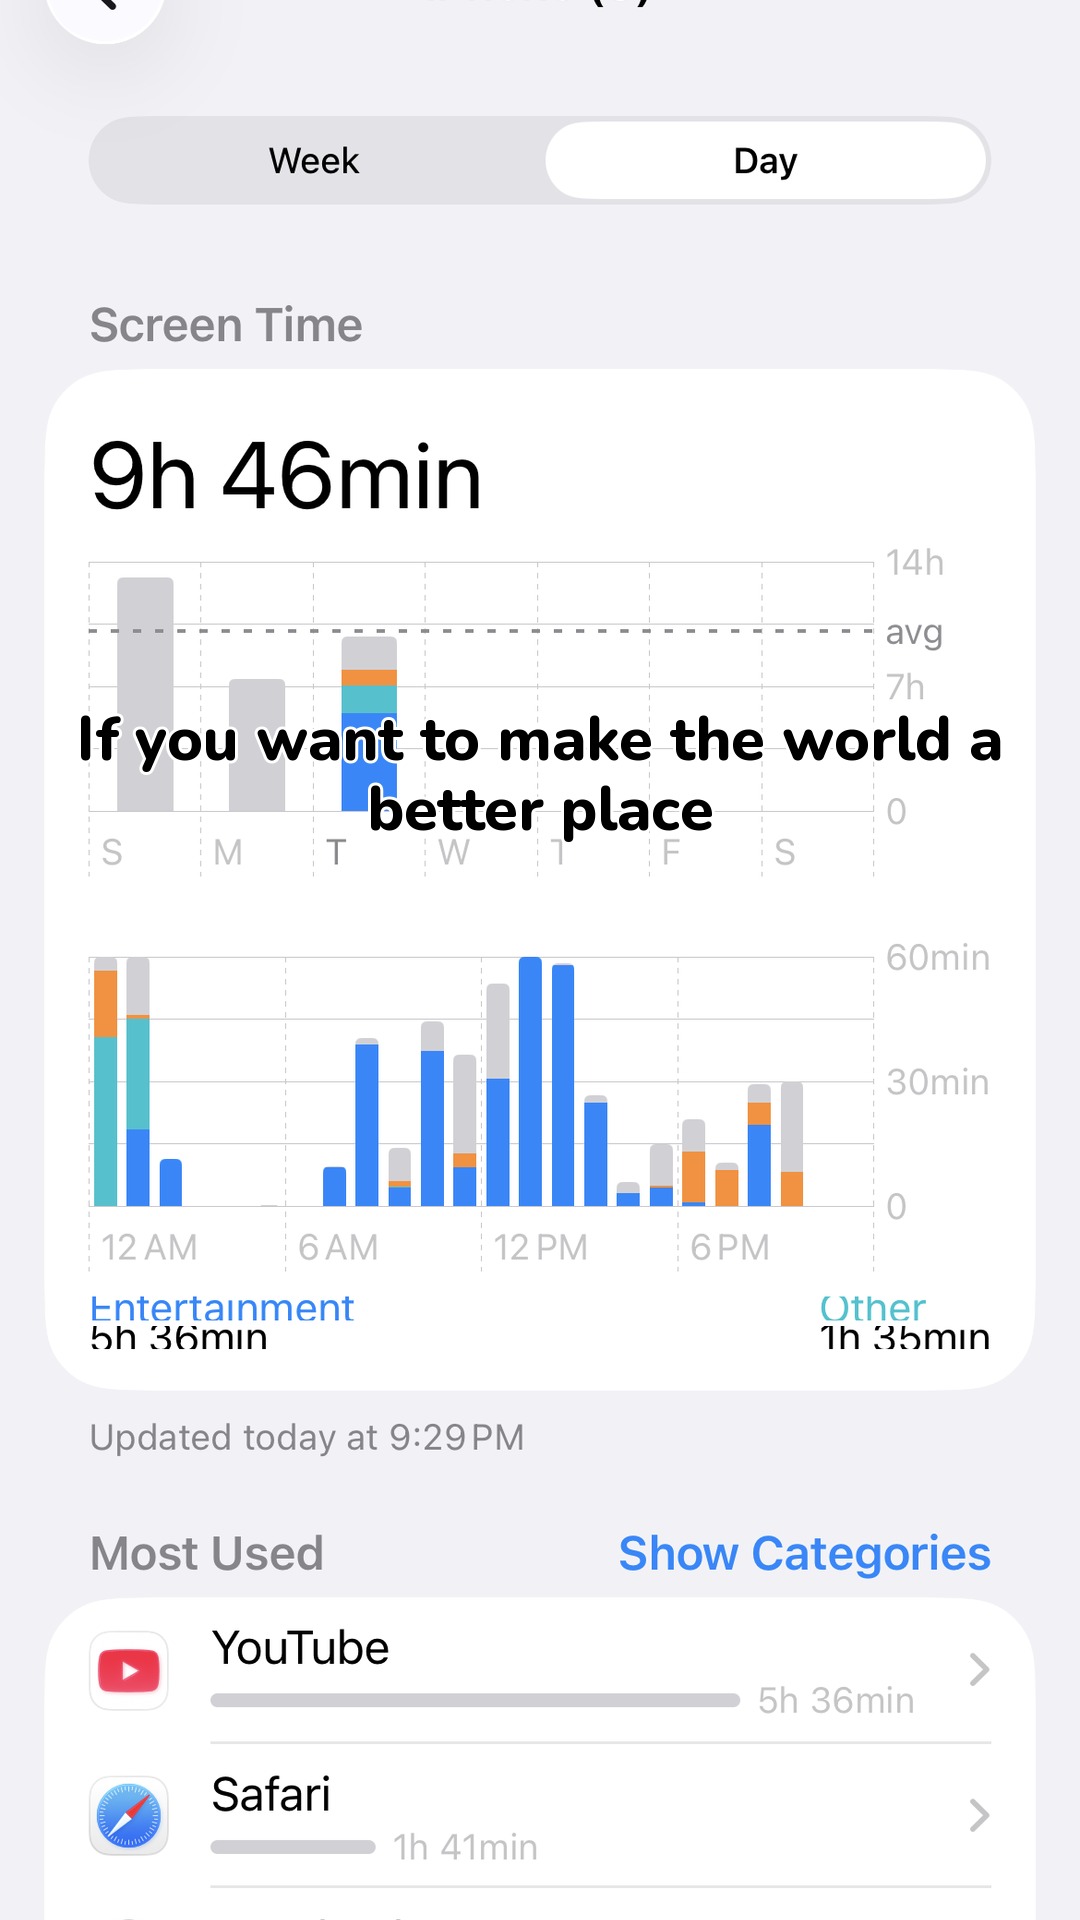 Week
Day
Screen Time
9h 46min
14h
avg
7h
If you want to make the world a
better place
0
S M T W T F S
60min
30min
0
12 AM 6 AM 12 PM 6 PM
Entertainment Other
5h 36min 1h 35min
Updated today at 9:29 PM
Most Used Show Categories
YouTube
5h 36min
Safari
1h 41min